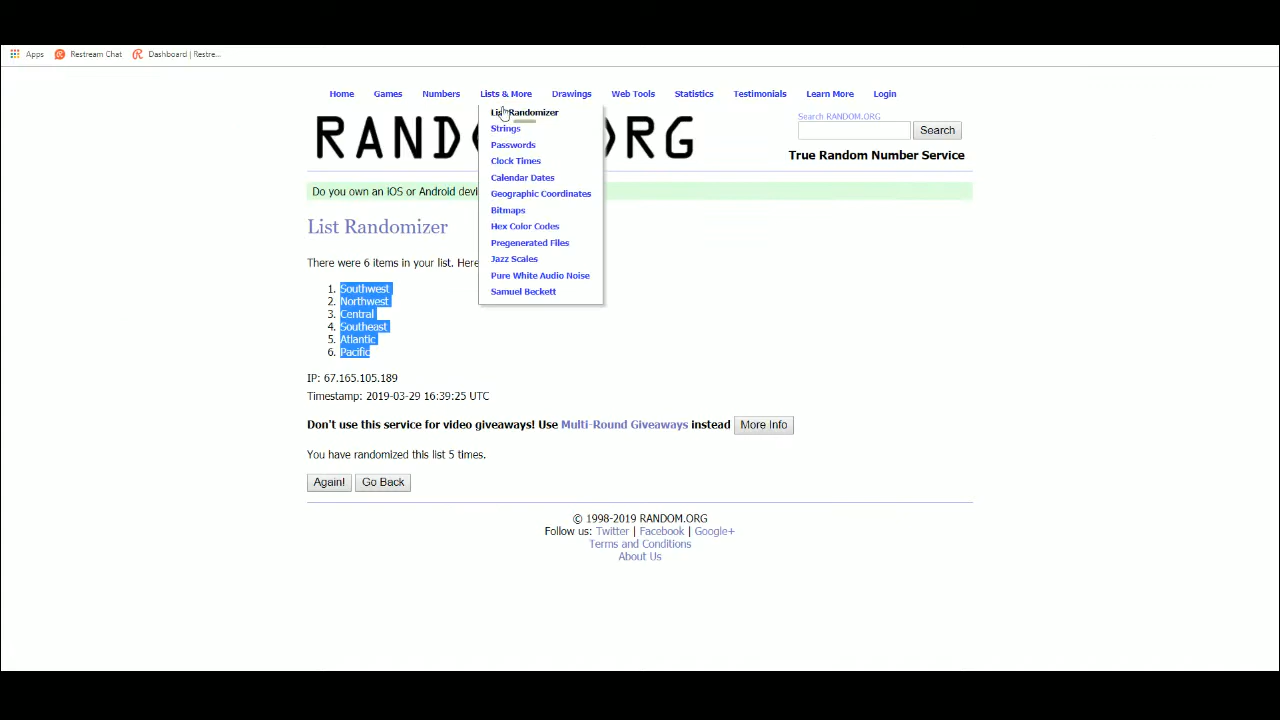 Apps Restream Chat Dashboard | Restre...
Home Games Numbers Lists & More Drawings Web Tools Statistics Testimonials Learn More Login
List Randomizer
Strings
Passwords
Clock Times
Calendar Dates
Geographic Coordinates
Bitmaps
Hex Color Codes
Pregenerated Files
Jazz Scales
Pure White Audio Noise
Samuel Beckett
RAND RG
Search RANDOM.ORG
Search
True Random Number Service
Do you own an iOS or Android devi
List Randomizer
There were 6 items in your list. Here
1. Southwest
2. Northwest
3. Central
4. Southeast
5. Atlantic
6. Pacific
IP: 67.165.105.189
Timestamp: 2019-03-29 16:39:25 UTC
Don't use this service for video giveaways! Use Multi-Round Giveaways instead More Info
You have randomized this list 5 times.
Again! Go Back
© 1998-2019 RANDOM.ORG
Follow us: Twitter | Facebook | Google+
Terms and Conditions
About Us